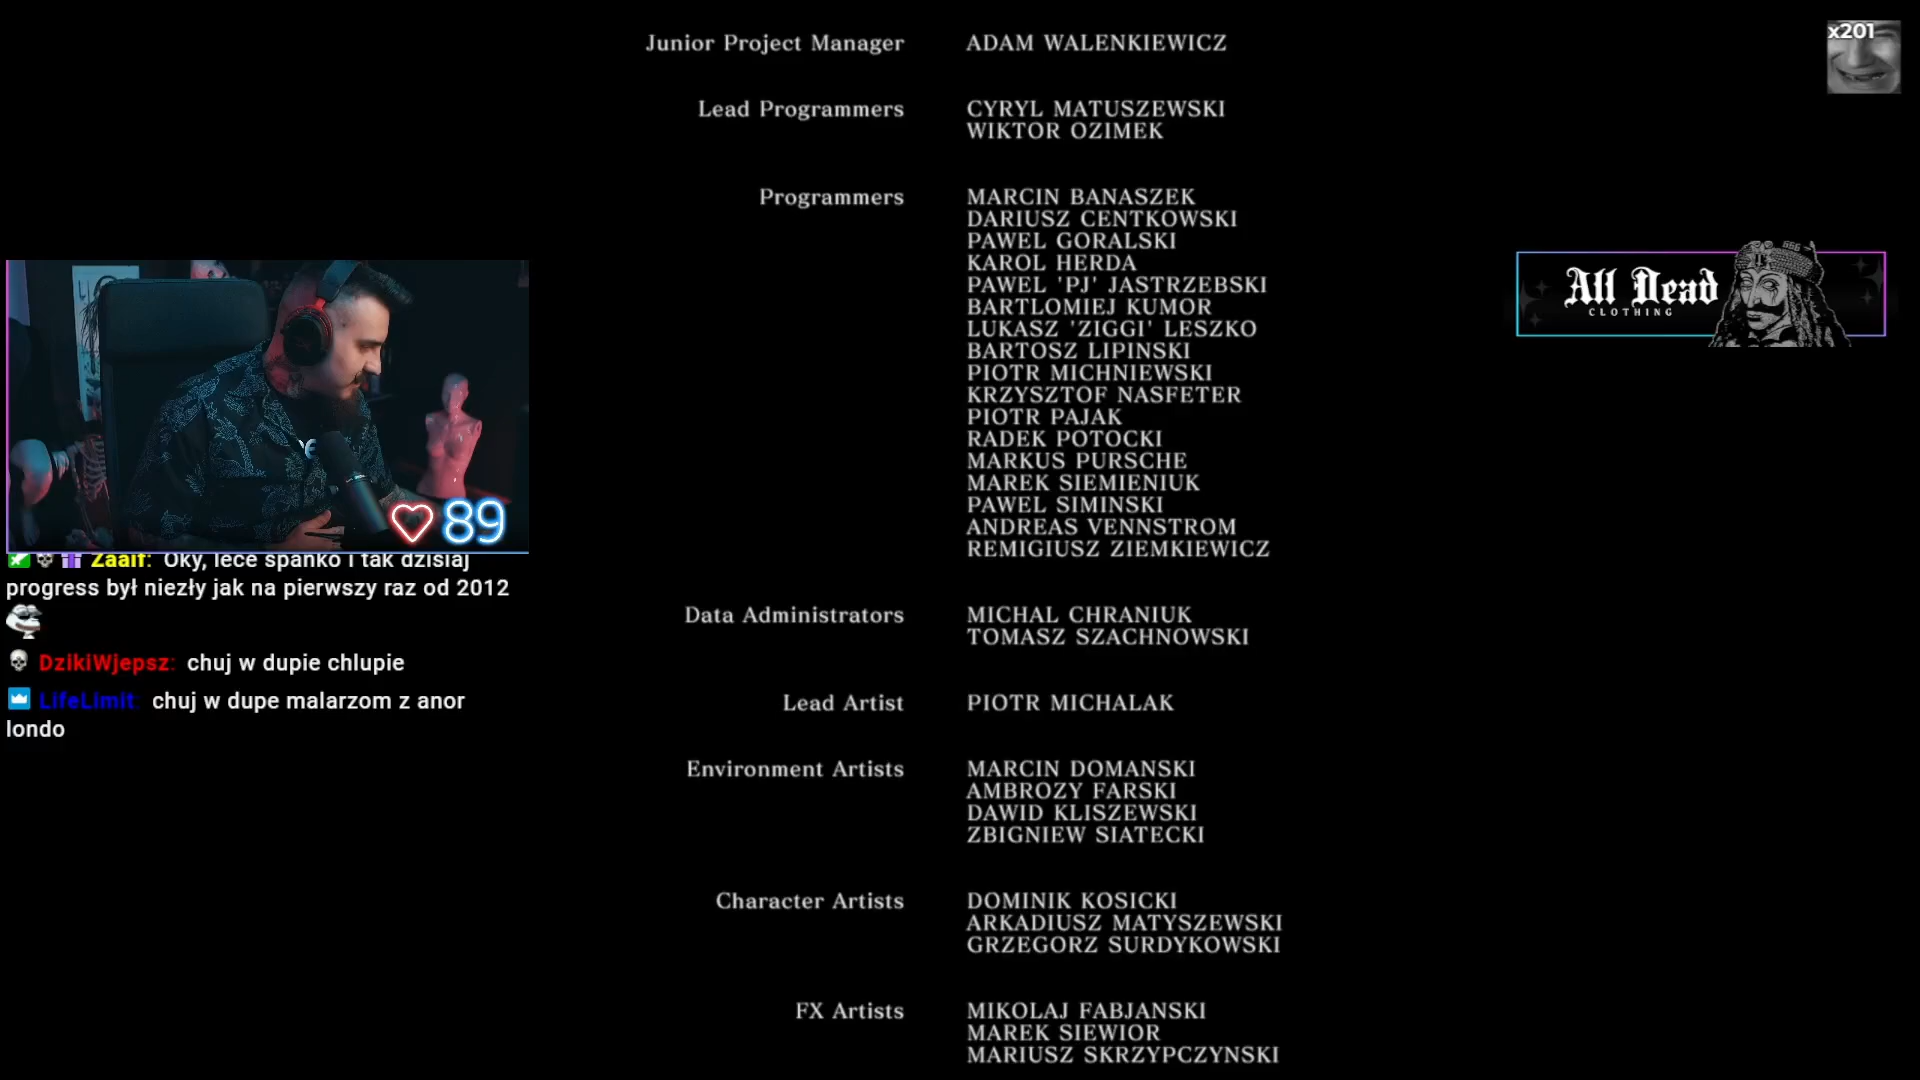 Junior Project Manager ADAM WALENKIEWICZ
Lead Programmers CYRYL MATUSZEWSKI
WIKTOR OZIMEK
Programmers MARCIN BANASZEK
DARIUSZ CENTKOWSKI
PAWEL GORALSKI
KAROL HERDA
PAWEL 'PJ' JASTRZEBSKI
BARTLOMIEJ KUMOR
LUKASZ 'ZIGGI' LESZKO
BARTOSZ LIPINSKI
PIOTR MICHNIEWSKI
KRZYSZTOF NASFETER
PIOTR PAJAK
RADEK POTOCKI
MARKUS PURSCHE
MAREK SIEMIENIUK
PAWEL SIMINSKI
ANDREAS VENNSTROM
REMIGIUSZ ZIEMKIEWICZ
Data Administrators MICHAL CHRANIUK
TOMASZ SZACHNOWSKI
Lead Artist PIOTR MICHALAK
Environment Artists MARCIN DOMANSKI
AMBROZY FARSKI
DAWID KLISZEWSKI
ZBIGNIEW SIATECKI
Character Artists DOMINIK KOSICKI
ARKADIUSZ MATYSZEWSKI
GRZEGORZ SURDYKOWSKI
FX Artists MIKOLAJ FABJANSKI
MAREK SIEWIOR
MARIUSZ SKRZYPCZYNSKI
x201
All Dead
CLOTHING
666
89
Zaaif: Oky, lece spanko i tak dzisiaj
progress był niezły jak na pierwszy raz od 2012
DzikiWjepsz: chuj w dupie chlupie
LifeLimit: chuj w dupe malarzom z anor
londo